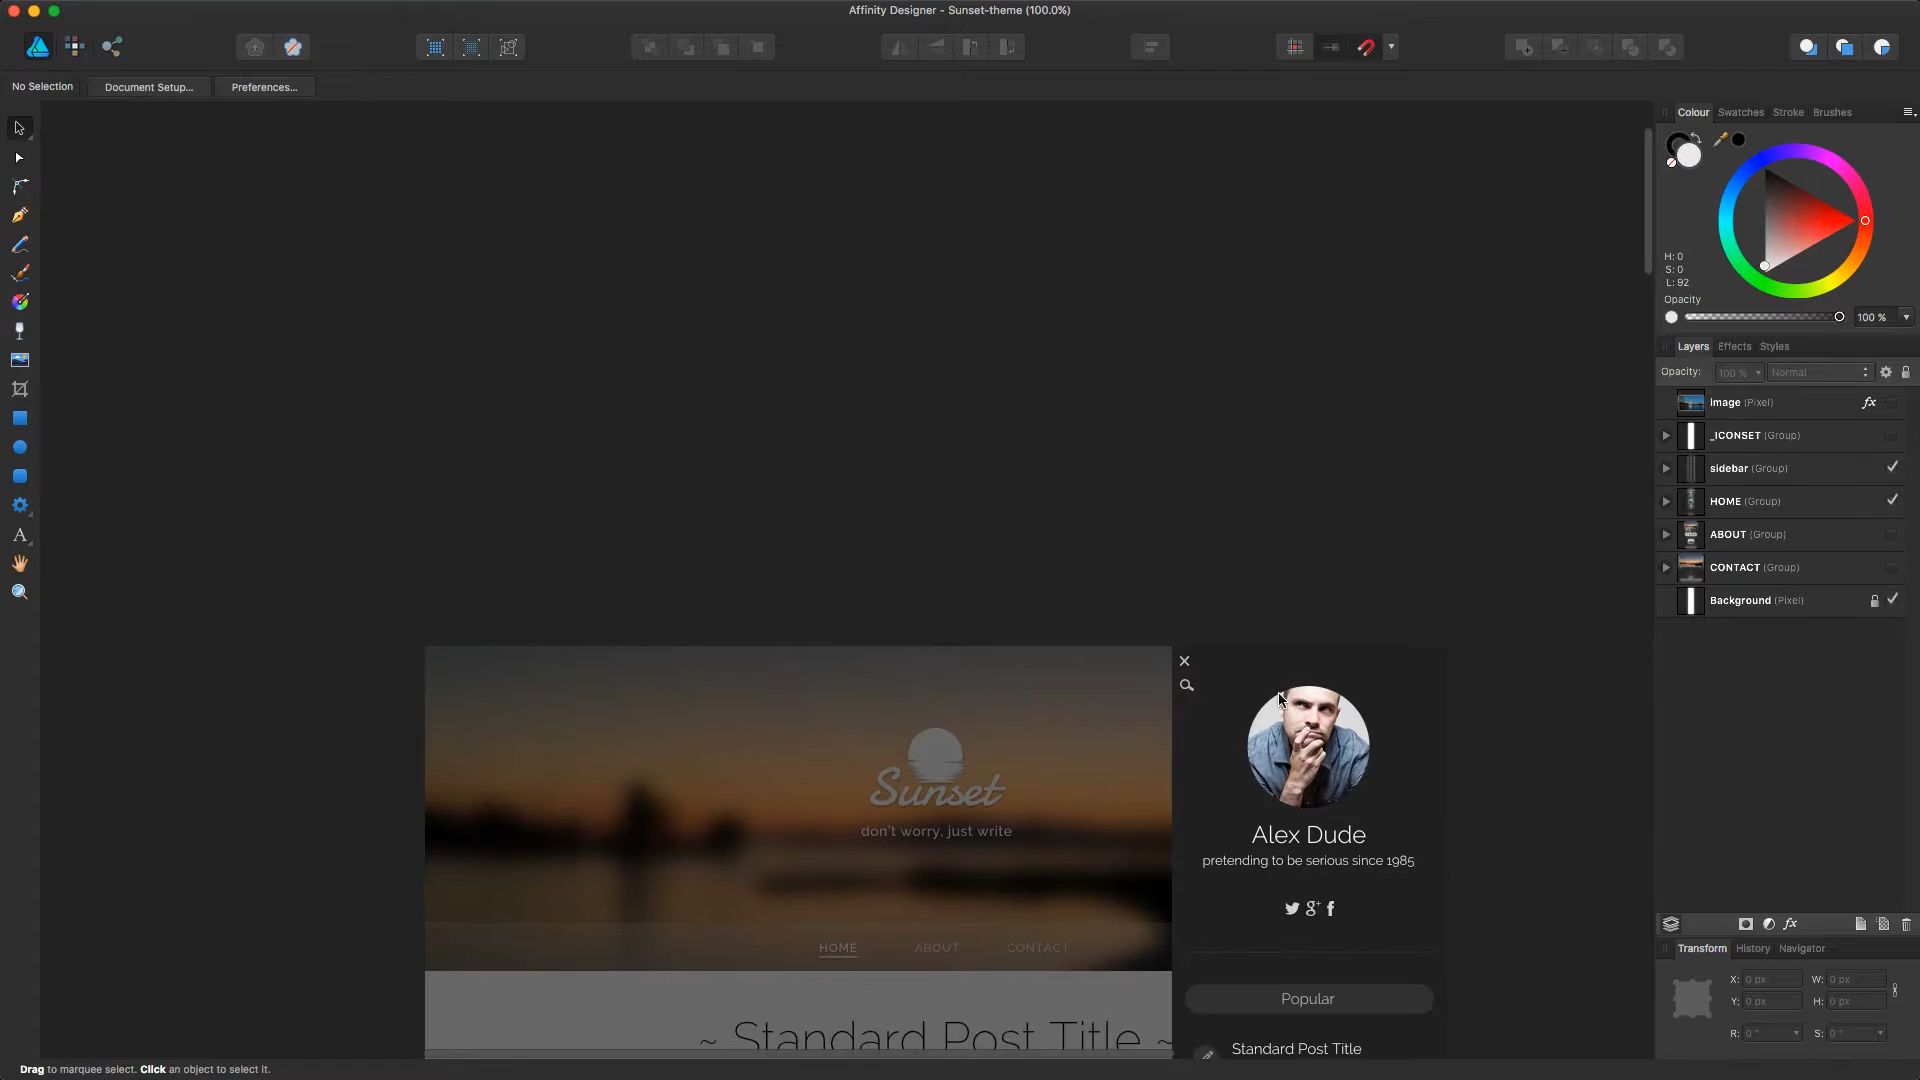 Affinity Designer - Sunset-theme (100.0%)
No Selection
Document Setup...
Preferences...
Colour
Swatches
Stroke
Brushes
H: 0
S: 0
L: 92
Opacity
100 %
Layers
Effects
Styles
Opacity:
100 %
Normal
Image (Pixel)
fx
_ICONSET (Group)
sidebar (Group)
HOME (Group)
ABOUT (Group)
CONTACT (Group)
Background (Pixel)
fx
Transform
History
Navigator
X: 0 px
W: 0 px
Y: 0 px
H: 0 px
R: 0 °
S: 0 °
A
Sunset
don't worry, just write
HOME
ABOUT
CONTACT
~ Standard Post Title ~
Alex Dude
pretending to be serious since 1985
g+ f
Popular
Standard Post Title
Drag to marquee select. Click an object to select it.